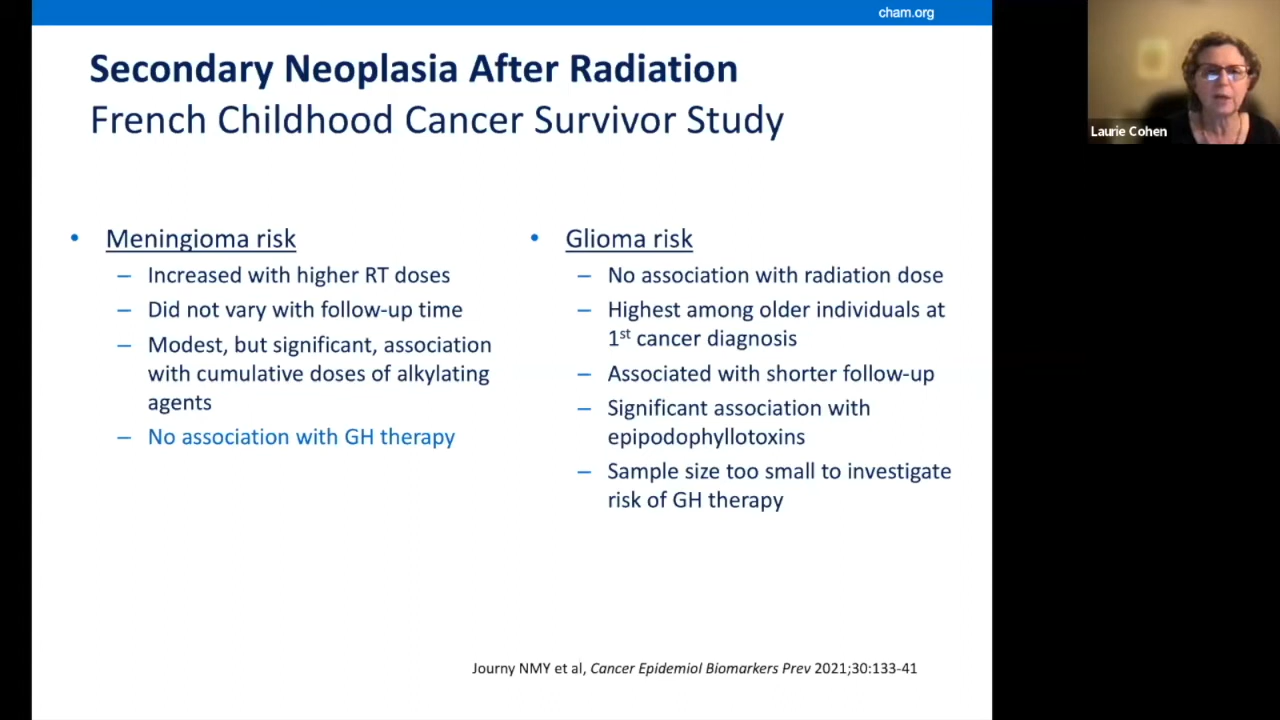 cham.org
Secondary Neoplasia After Radiation
French Childhood Cancer Survivor Study
Laurie Cohen
• Meningioma risk
– Increased with higher RT doses
– Did not vary with follow-up time
– Modest, but significant, association
with cumulative doses of alkylating
agents
– No association with GH therapy
• Glioma risk
– No association with radiation dose
– Highest among older individuals at
1st cancer diagnosis
– Associated with shorter follow-up
– Significant association with
epipodophyllotoxins
– Sample size too small to investigate
risk of GH therapy
Journy NMY et al, Cancer Epidemiol Biomarkers Prev 2021;30:133-41